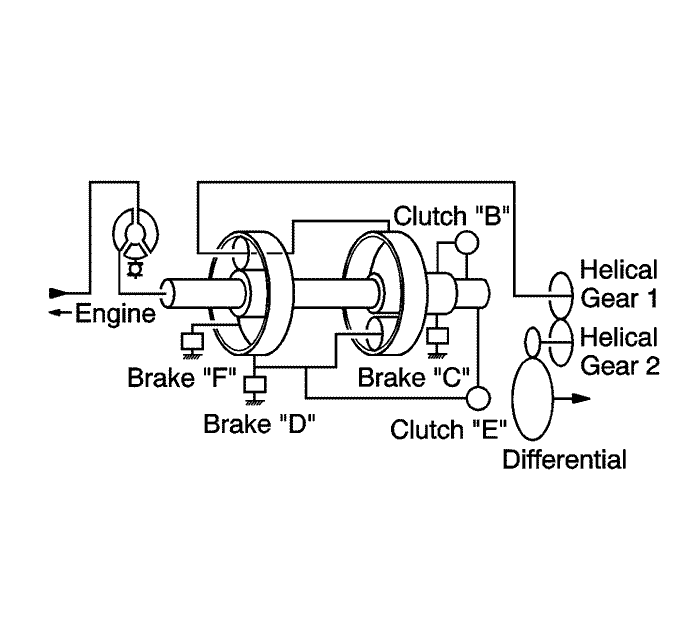 Clutch "B"
Helical
Gear 1
Engine
Helical
Gear 2
Brake "F"
Brake "C"
Brake "D"
Clutch "E"
Differential